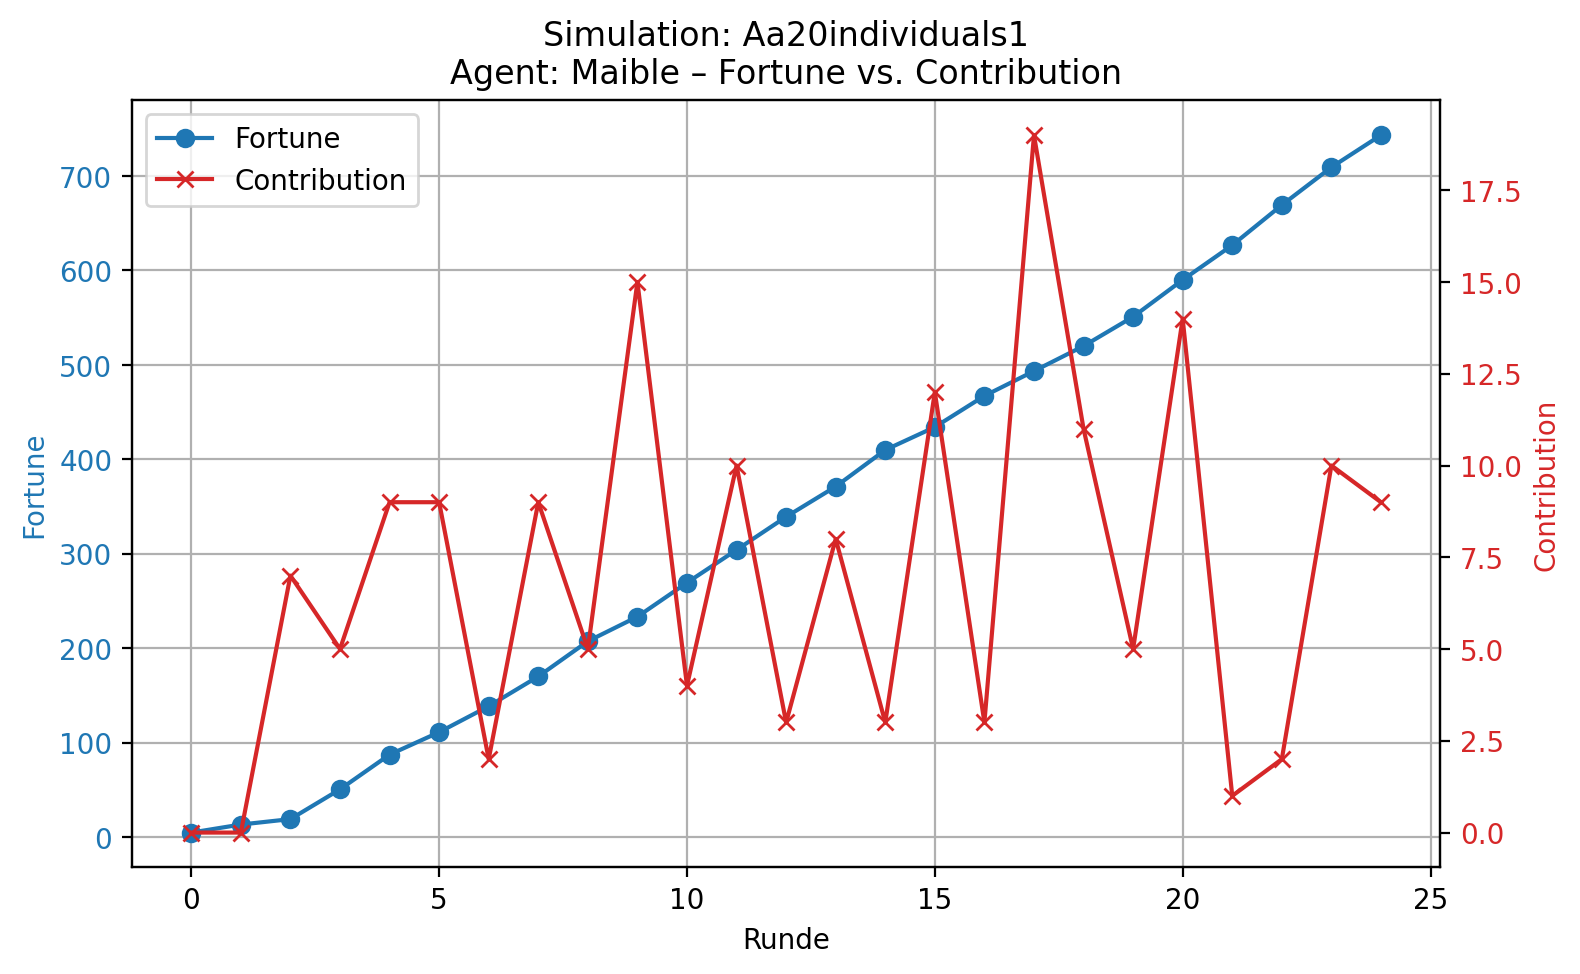 Simulation: Aa20individuals1
Agent: Maible – Fortune vs. Contribution
Fortune
Contribution
700
600
500
400
300
200
100
0
Fortune
17.5
15.0
12.5
10.0
7.5
5.0
2.5
0.0
Contribution
0 5 10 15 20 25
Runde